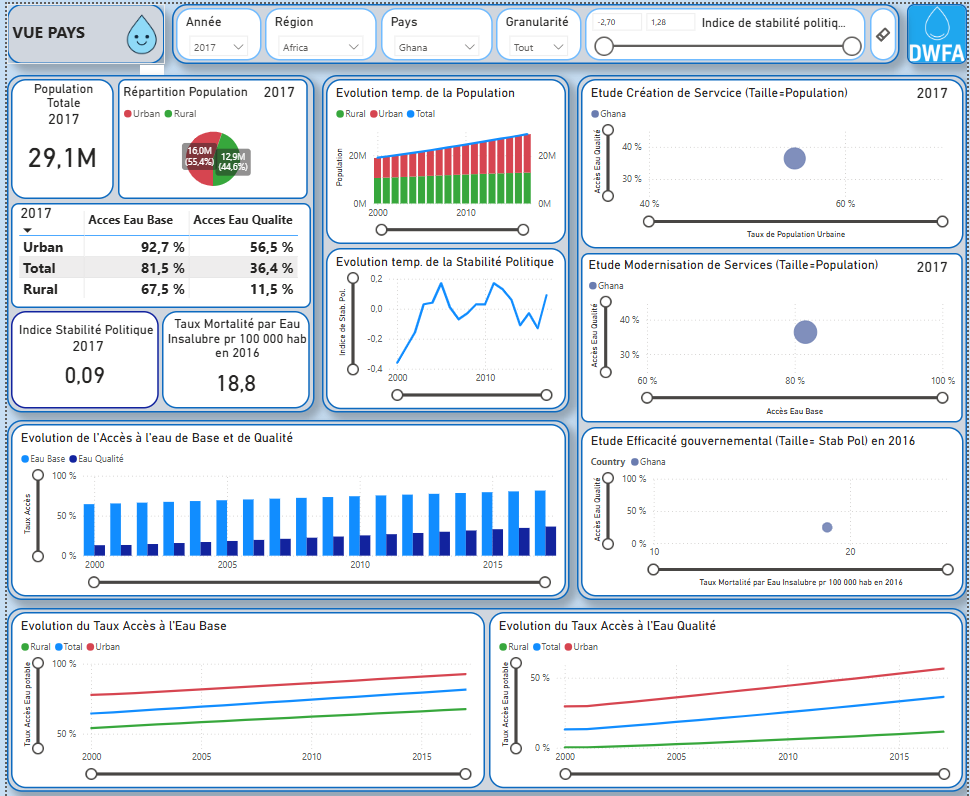 VUE PAYS
Année
2017
Région
Africa
Pays
Ghana
Granularité
Tout
-2,70
1,28
Indice de stabilité politiq...
DWFA
Population
Totale
2017
29,1M
Répartition Population 2017
Urban Rural
16,0M
(55,4%)
12,9M
(44,6%)
2017 Acces Eau Base Acces Eau Qualite
Urban 92,7 % 56,5 %
Total 81,5 % 36,4 %
Rural 67,5 % 11,5 %
Indice Stabilité Politique
2017
0,09
Taux Mortalité par Eau
Insalubre pr 100 000 hab
en 2016
18,8
Evolution temp. de la Population
Rural Urban Total
Population
20M
0M
20M
0M
2000 2010
Evolution temp. de la Stabilité Politique
Indice de Stab. Pol.
0,2
0,0
-0,2
-0,4
2000 2010
Etude Création de Servcice (Taille=Population) 2017
Ghana
Accès Eau Qualité
40 %
30 %
40 % 60 %
Taux de Population Urbaine
Etude Modernisation de Services (Taille=Population) 2017
Ghana
Accès Eau Qualité
40 %
30 %
60 % 80 % 100 %
Accès Eau Base
Etude Efficacité gouvernemental (Taille= Stab Pol) en 2016
Country Ghana
Accès Eau Qualité
100 %
50 %
0 %
10 20
Taux Mortalité par Eau Insalubre pr 100 000 hab en 2016
Evolution de l'Accès à l'eau de Base et de Qualité
Eau Base Eau Qualité
Taux Accès
100 %
50 %
0 %
2000 2005 2010 2015
Evolution du Taux Accès à l'Eau Base
Rural Total Urban
Taux Accès Eau potable
100 %
50 %
2000 2005 2010 2015
Evolution du Taux Accès à l'Eau Qualité
Rural Total Urban
Taux Accès Eau potable
50 %
0 %
2000 2005 2010 2015